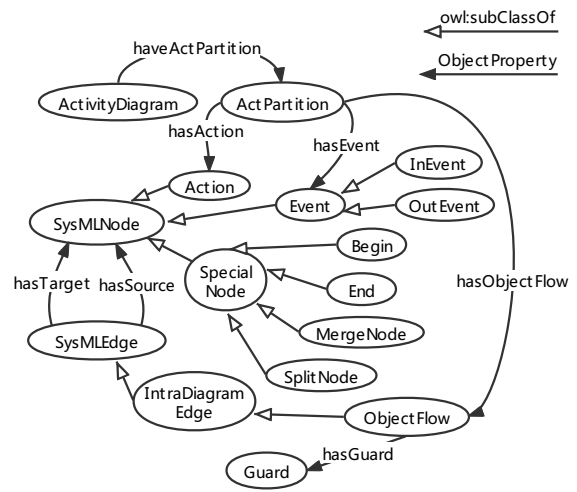 owl:subClassOf
haveActPartition
ObjectProperty
ActivityDiagram
ActPartition
hasAction
hasEvent
InEvent
Action
Event
OutEvent
SysMLNode
Begin
Special
Node
hasTarget
hasSource
hasObjectFlow
End
MergeNode
SysMLEdge
SplitNode
IntraDiagram
Edge
ObjectFlow
hasGuard
Guard